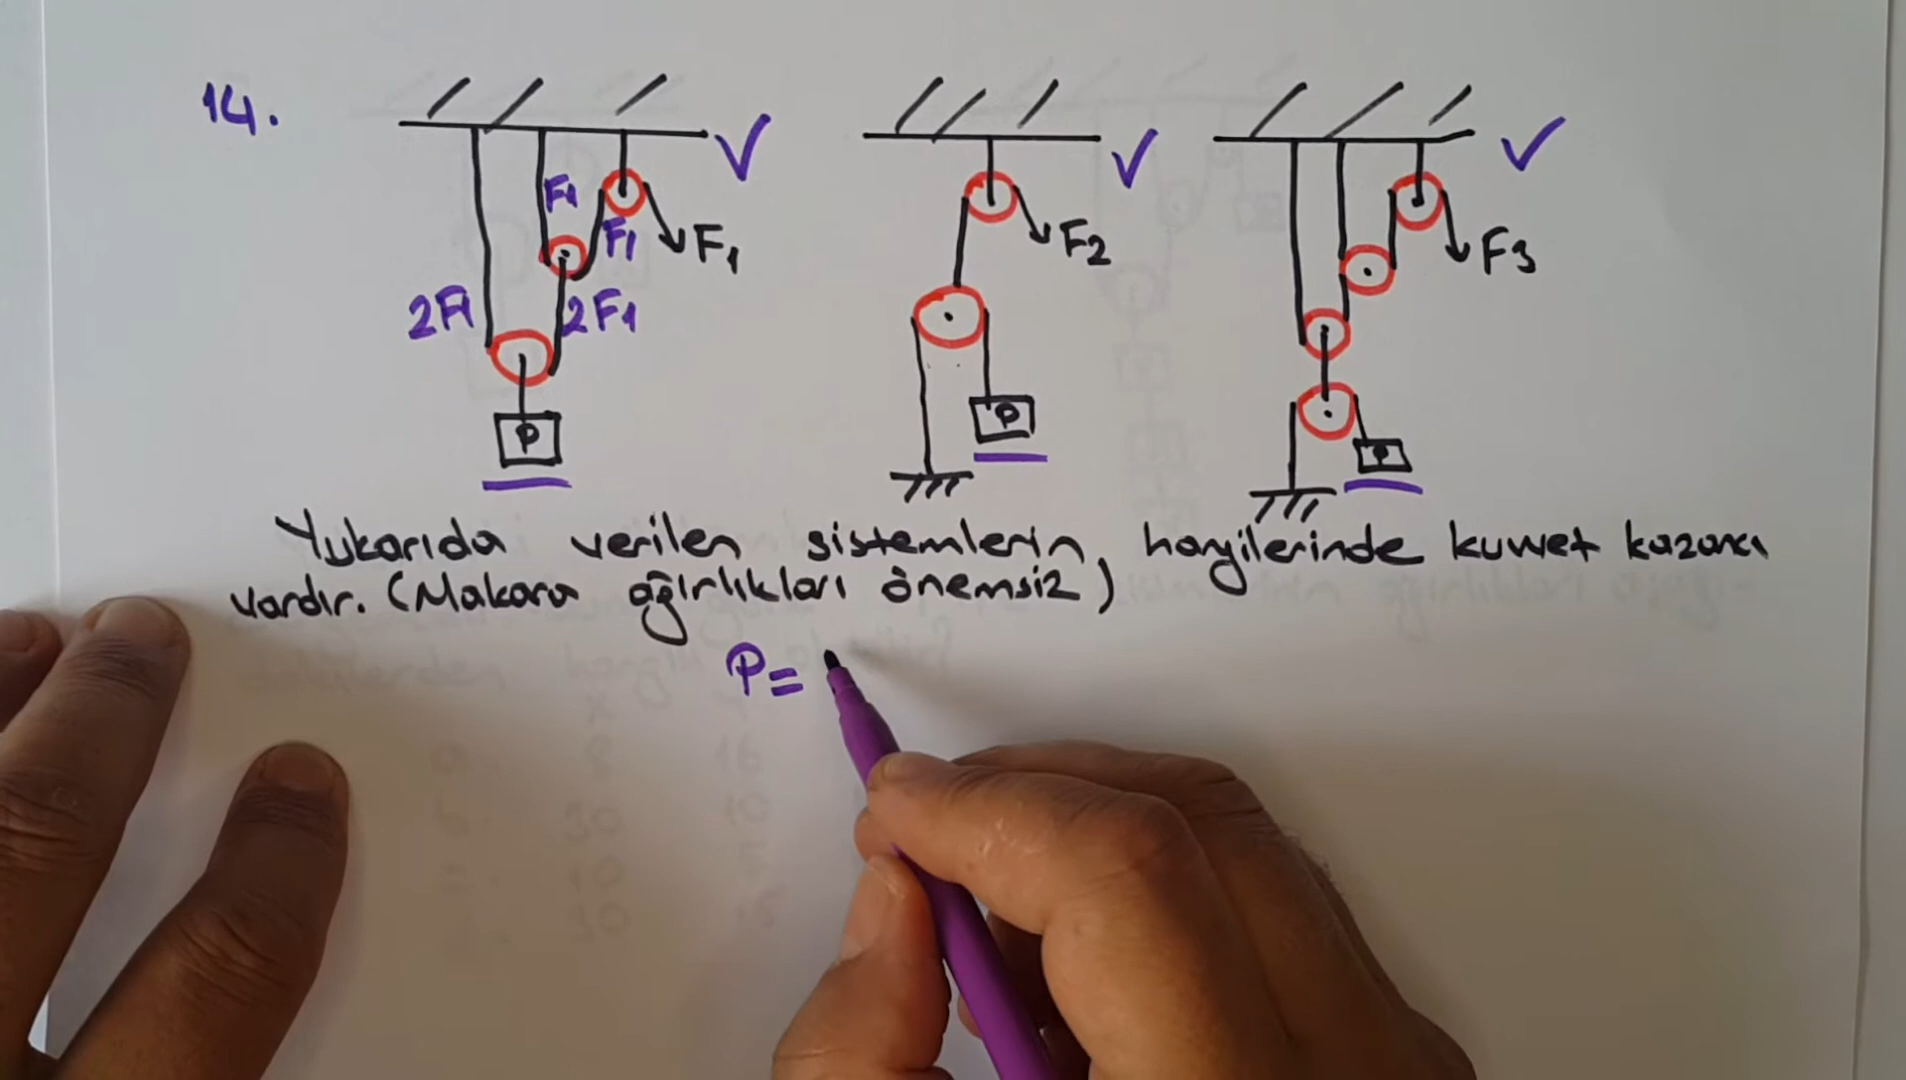 14.
F1
F1
F1
2F1
2F1
P
F2
P
F3
P
Yukarıda verilen sistemlerin, hangilerinde kuvvet kazancı
vardır. (Makara ağırlıkları önemsiz)
P=